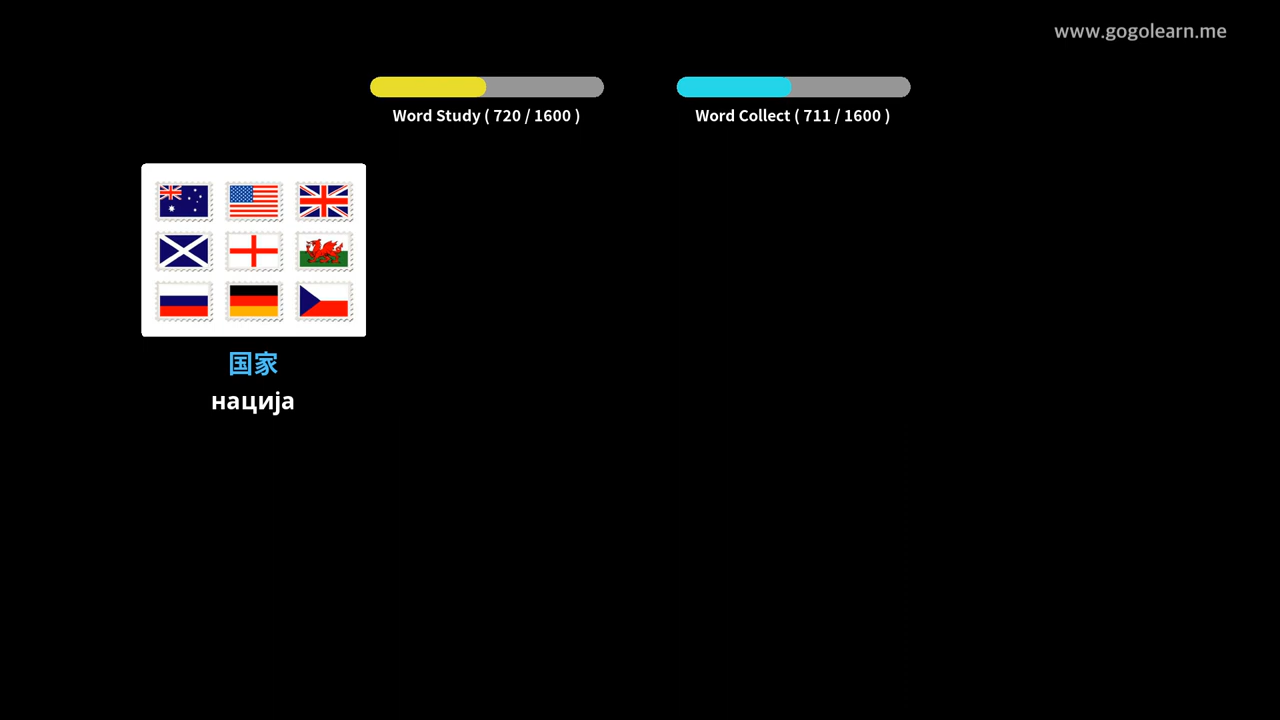 www.gogolearn.me
Word Study ( 720 / 1600 )
Word Collect ( 711 / 1600 )
国家
нација